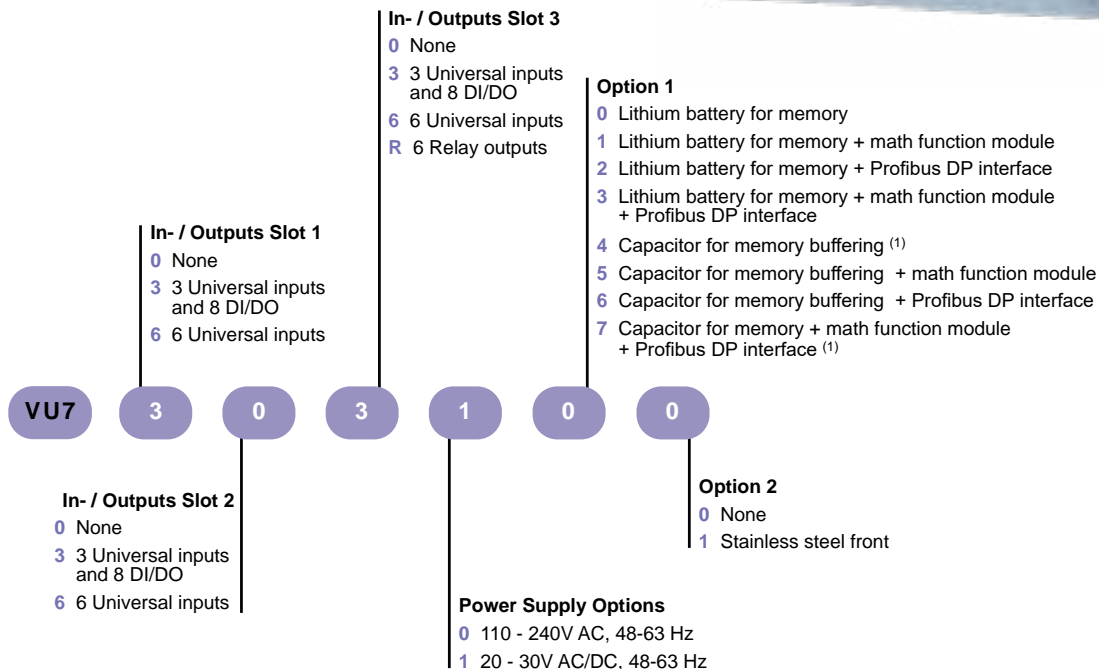 In- / Outputs Slot 3
0 None
3 3 Universal inputs
and 8 DI/DO
6 6 Universal inputs
R 6 Relay outputs
Option 1
0 Lithium battery for memory
1 Lithium battery for memory + math function module
2 Lithium battery for memory + Profibus DP interface
3 Lithium battery for memory + math function module
+ Profibus DP interface
4 Capacitor for memory buffering (1)
5 Capacitor for memory buffering + math function module
6 Capacitor for memory buffering + Profibus DP interface
7 Capacitor for memory + math function module
+ Profibus DP interface (1)
In- / Outputs Slot 1
0 None
3 3 Universal inputs
and 8 DI/DO
6 6 Universal inputs
VU7 3 0 3 1 0 0
In- / Outputs Slot 2
0 None
3 3 Universal inputs
and 8 DI/DO
6 6 Universal inputs
Option 2
0 None
1 Stainless steel front
Power Supply Options
0 110 - 240V AC, 48-63 Hz
1 20 - 30V AC/DC, 48-63 Hz